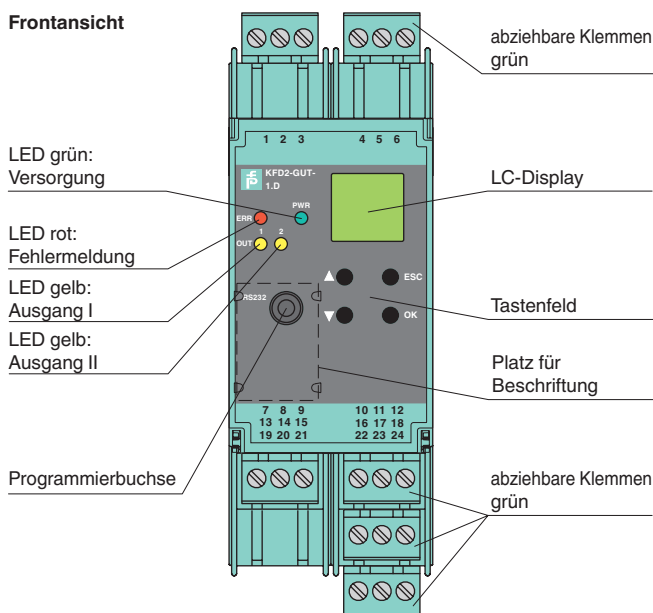 Frontansicht
abziehbare Klemmen
grün
1 2 3
4 5 6
LED grün:
Versorgung
KFD2-GUT-
1.D
LC-Display
PWR
ERR
LED rot:
Fehlermeldung
1 2
OUT
LED gelb:
Ausgang I
ESC
RS232
Tastenfeld
OK
LED gelb:
Ausgang II
Platz für
Beschriftung
7 8 9
13 14 15
19 20 21
10 11 12
16 17 18
22 23 24
Programmierbuchse
abziehbare Klemmen
grün